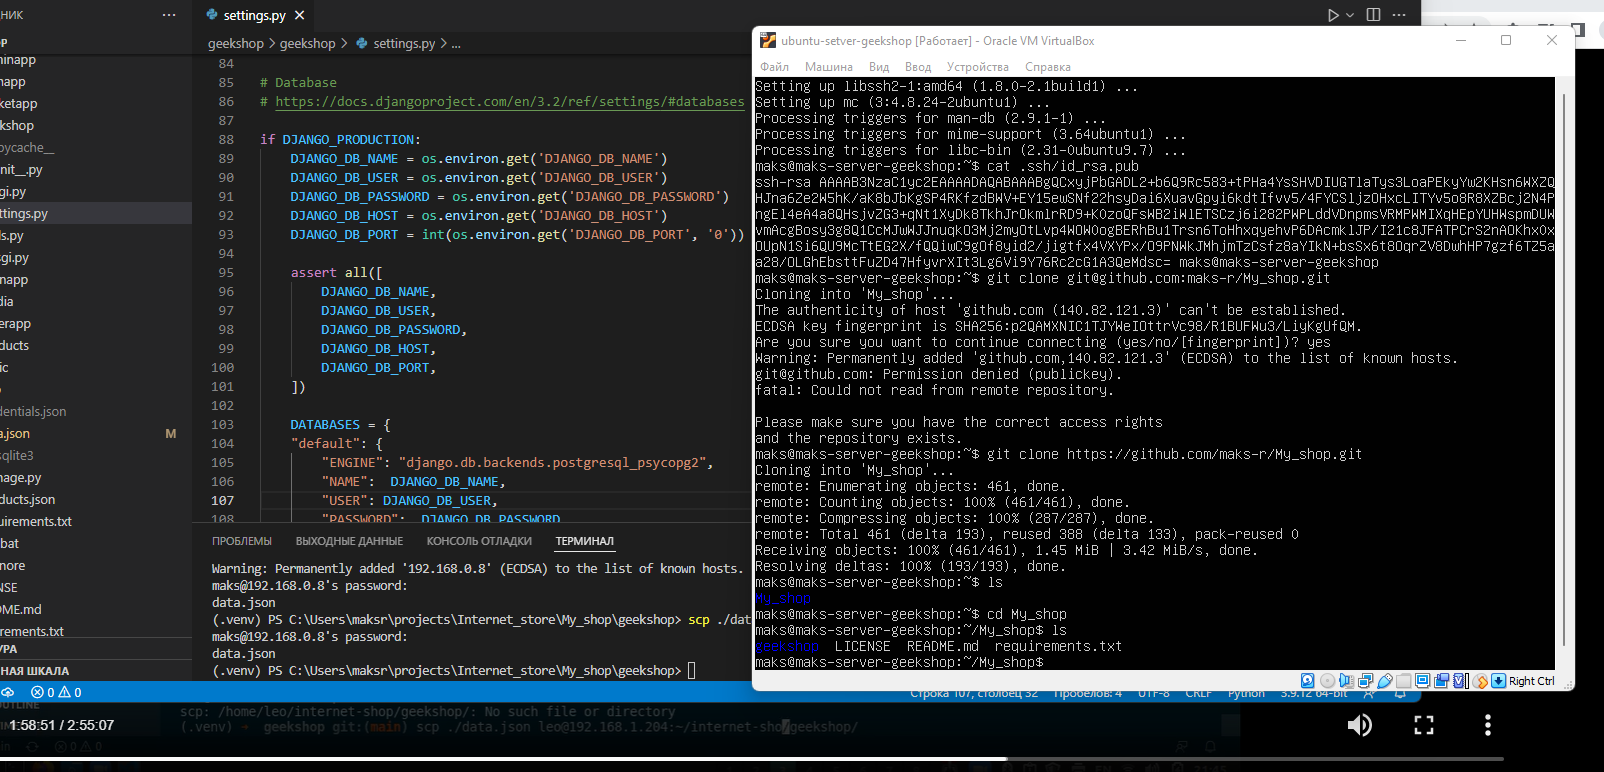 ДНИК
ОР
minapp
napp
ketapp
ekshop
pycache__
nit__.py
gi.py
ttings.py
ls.py
sgi.py
inapp
dia
erapp
ducts
ic
dentials.json
a.json M
sqlite3
nage.py
ducts.json
uirements.txt
bat
nore
NSE
ME.md
irements.txt
УРА
НАЯ ШКАЛА
settings.py
geekshop > geekshop > settings.py > ...
84
85 # Database
86 # https://docs.djangoproject.com/en/3.2/ref/settings/#databases
87
88 if DJANGO_PRODUCTION:
89 DJANGO_DB_NAME = os.environ.get('DJANGO_DB_NAME')
90 DJANGO_DB_USER = os.environ.get('DJANGO_DB_USER')
91 DJANGO_DB_PASSWORD = os.environ.get('DJANGO_DB_PASSWORD')
92 DJANGO_DB_HOST = os.environ.get('DJANGO_DB_HOST')
93 DJANGO_DB_PORT = int(os.environ.get('DJANGO_DB_PORT', '0'))
94
95 assert all([
96 DJANGO_DB_NAME,
97 DJANGO_DB_USER,
98 DJANGO_DB_PASSWORD,
99 DJANGO_DB_HOST,
100 DJANGO_DB_PORT,
101 ])
102
103 DATABASES = {
104 "default": {
105 "ENGINE": "django.db.backends.postgresql_psycopg2",
106 "NAME": DJANGO_DB_NAME,
107 "USER": DJANGO_DB_USER,
108 "PASSWORD": DJANGO_DB_PASSWORD
ПРОБЛЕМЫ ВЫХОДНЫЕ ДАННЫЕ КОНСОЛЬ ОТЛАДКИ ТЕРМИНАЛ
Warning: Permanently added '192.168.0.8' (ECDSA) to the list of known hosts.
maks@192.168.0.8's password:
data.json
(.venv) PS C:\Users\maksr\projects\Internet_store\My_shop\geekshop> scp ./dat
maks@192.168.0.8's password:
data.json
(.venv) PS C:\Users\maksr\projects\Internet_store\My_shop\geekshop>
ubuntu-setver-geekshop [Работает] - Oracle VM VirtualBox
Файл Машина Вид Ввод Устройства Справка
Setting up libssh2-1:amd64 (1.8.0-2.1build1) ...
Setting up mc (3:4.8.24-2ubuntu1) ...
Processing triggers for man-db (2.9.1-1) ...
Processing triggers for mime-support (3.64ubuntu1) ...
Processing triggers for libc-bin (2.31-0ubuntu9.7) ...
maks@maks-server-geekshop:~$ cat .ssh/id_rsa.pub
ssh-rsa AAAAB3NzaC1yc2EAAAADAQABAAABgQCxyjPbGADL2+b6Q9Rc583+tPHa4YsSHVDIUGTlaTys3LoaPEkyYw2KHsn6WXZQ
HJna6Ze2W5hK/aK8bJbKgSP4RKfzdBWV+EY15ewSNf22hsyDai6XuavGpyi6kdtIfvv5/4FYCSljzOHxCLITYv5o8R8XZBcj2N4P
ngEl4eA4a8QHsjvZG3+qNt1XyDk8TkhJrOkmlrRD9+K0zoQFsWB2iWlETSCzj6i282PWPLddVDnpmsVRMPWMIXqHEpYUHWspmDUW
vmAcgBosy3g8Q1CcMJwWJJnuqkO3Mj2myOtLvp4WOWOogBERhBu1Trsn6ToHhxqyehvP6DAcmklJP/I21c8JFATPCrS2nAOKhx0x
OUpN1Si6QU9McTtEG2X/fQQiwC9gOf8yid2/jigtfx4VXYPx/O9PNWkJMhjmTzCsfz8aYIkN+bsSx6t8OqrZV8DwhHP7gzf6TZ5a
a28/OLGhEbsttFuZD47HfyvrXIt3Lg6Vi9Y76Rc2cG1A3QeMdsc= maks@maks-server-geekshop
maks@maks-server-geekshop:~$ git clone git@github.com:maks-r/My_shop.git
Cloning into 'My_shop'...
The authenticity of host 'github.com (140.82.121.3)' can't be established.
ECDSA key fingerprint is SHA256:p2QAMXNIC1TJYWeIOttrVc98/R1BUFWu3/LiyKgUfQM.
Are you sure you want to continue connecting (yes/no/[fingerprint])? yes
Warning: Permanently added 'github.com,140.82.121.3' (ECDSA) to the list of known hosts.
git@github.com: Permission denied (publickey).
fatal: Could not read from remote repository.
Please make sure you have the correct access rights
and the repository exists.
maks@maks-server-geekshop:~$ git clone https://github.com/maks-r/My_shop.git
Cloning into 'My_shop'...
remote: Enumerating objects: 461, done.
remote: Counting objects: 100% (461/461), done.
remote: Compressing objects: 100% (287/287), done.
remote: Total 461 (delta 193), reused 388 (delta 133), pack-reused 0
Receiving objects: 100% (461/461), 1.45 MiB | 3.42 MiB/s, done.
Resolving deltas: 100% (193/193), done.
maks@maks-server-geekshop:~$ ls
My_shop
maks@maks-server-geekshop:~$ cd My_shop
maks@maks-server-geekshop:~/My_shop$ ls
geekshop LICENSE README.md requirements.txt
maks@maks-server-geekshop:~/My_shop$
Right Ctrl
0 0 Строка 107, столбец 32 Пробелов: 4 UTF-8 CRLF Python 3.9.12 64-bit
OUTLINE
scp: /home/leo/internet-shop/geekshop/: No such file or directory
(.venv) → geekshop git:(main) scp ./data.json leo@192.168.1.204:~/internet-shop/geekshop/
1:58:51 / 2:55:07
0 0